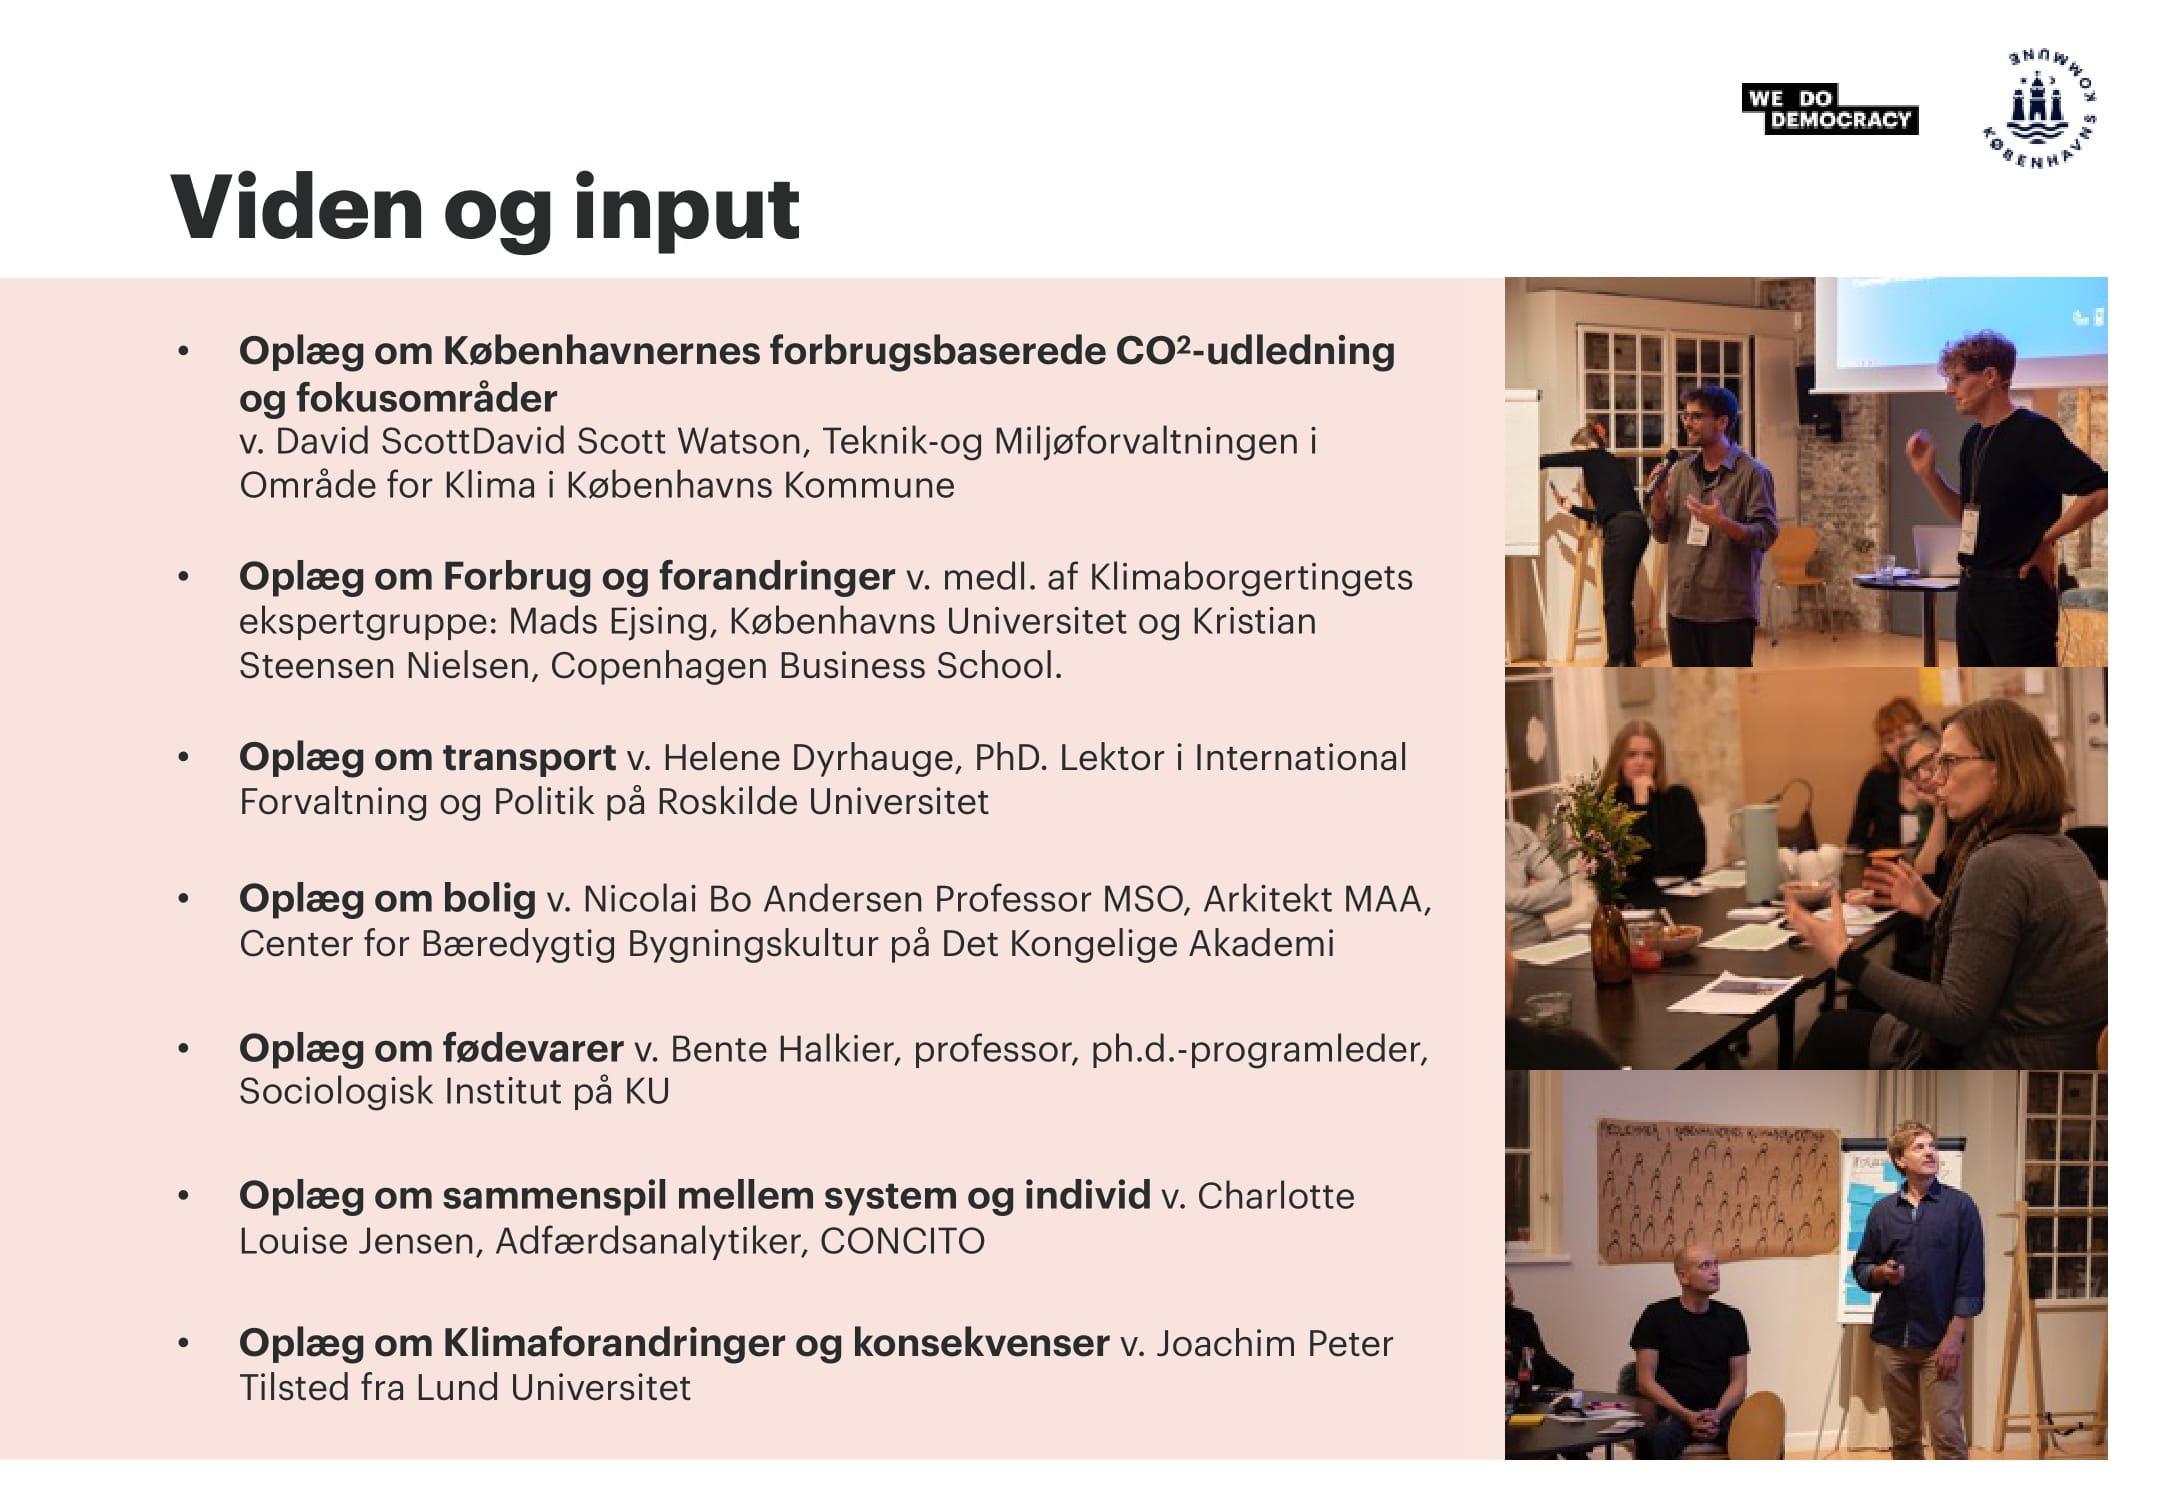 WE DO
DEMOCRACY
KØBENHAVNS KOMMUNE
Viden og input
• Oplæg om Københavnernes forbrugsbaserede CO²-udledning
og fokusområder
v. David ScottDavid Scott Watson, Teknik-og Miljøforvaltningen i
Område for Klima i Københavns Kommune
• Oplæg om Forbrug og forandringer v. medl. af Klimaborgertingets
ekspertgruppe: Mads Ejsing, Københavns Universitet og Kristian
Steensen Nielsen, Copenhagen Business School.
• Oplæg om transport v. Helene Dyrhauge, PhD. Lektor i International
Forvaltning og Politik på Roskilde Universitet
• Oplæg om bolig v. Nicolai Bo Andersen Professor MSO, Arkitekt MAA,
Center for Bæredygtig Bygningskultur på Det Kongelige Akademi
• Oplæg om fødevarer v. Bente Halkier, professor, ph.d.-programleder,
Sociologisk Institut på KU
• Oplæg om sammenspil mellem system og individ v. Charlotte
Louise Jensen, Adfærdsanalytiker, CONCITO
• Oplæg om Klimaforandringer og konsekvenser v. Joachim Peter
Tilsted fra Lund Universitet
MEDLEMMER I KØBENHAVNERNES KLIMABORGERTING